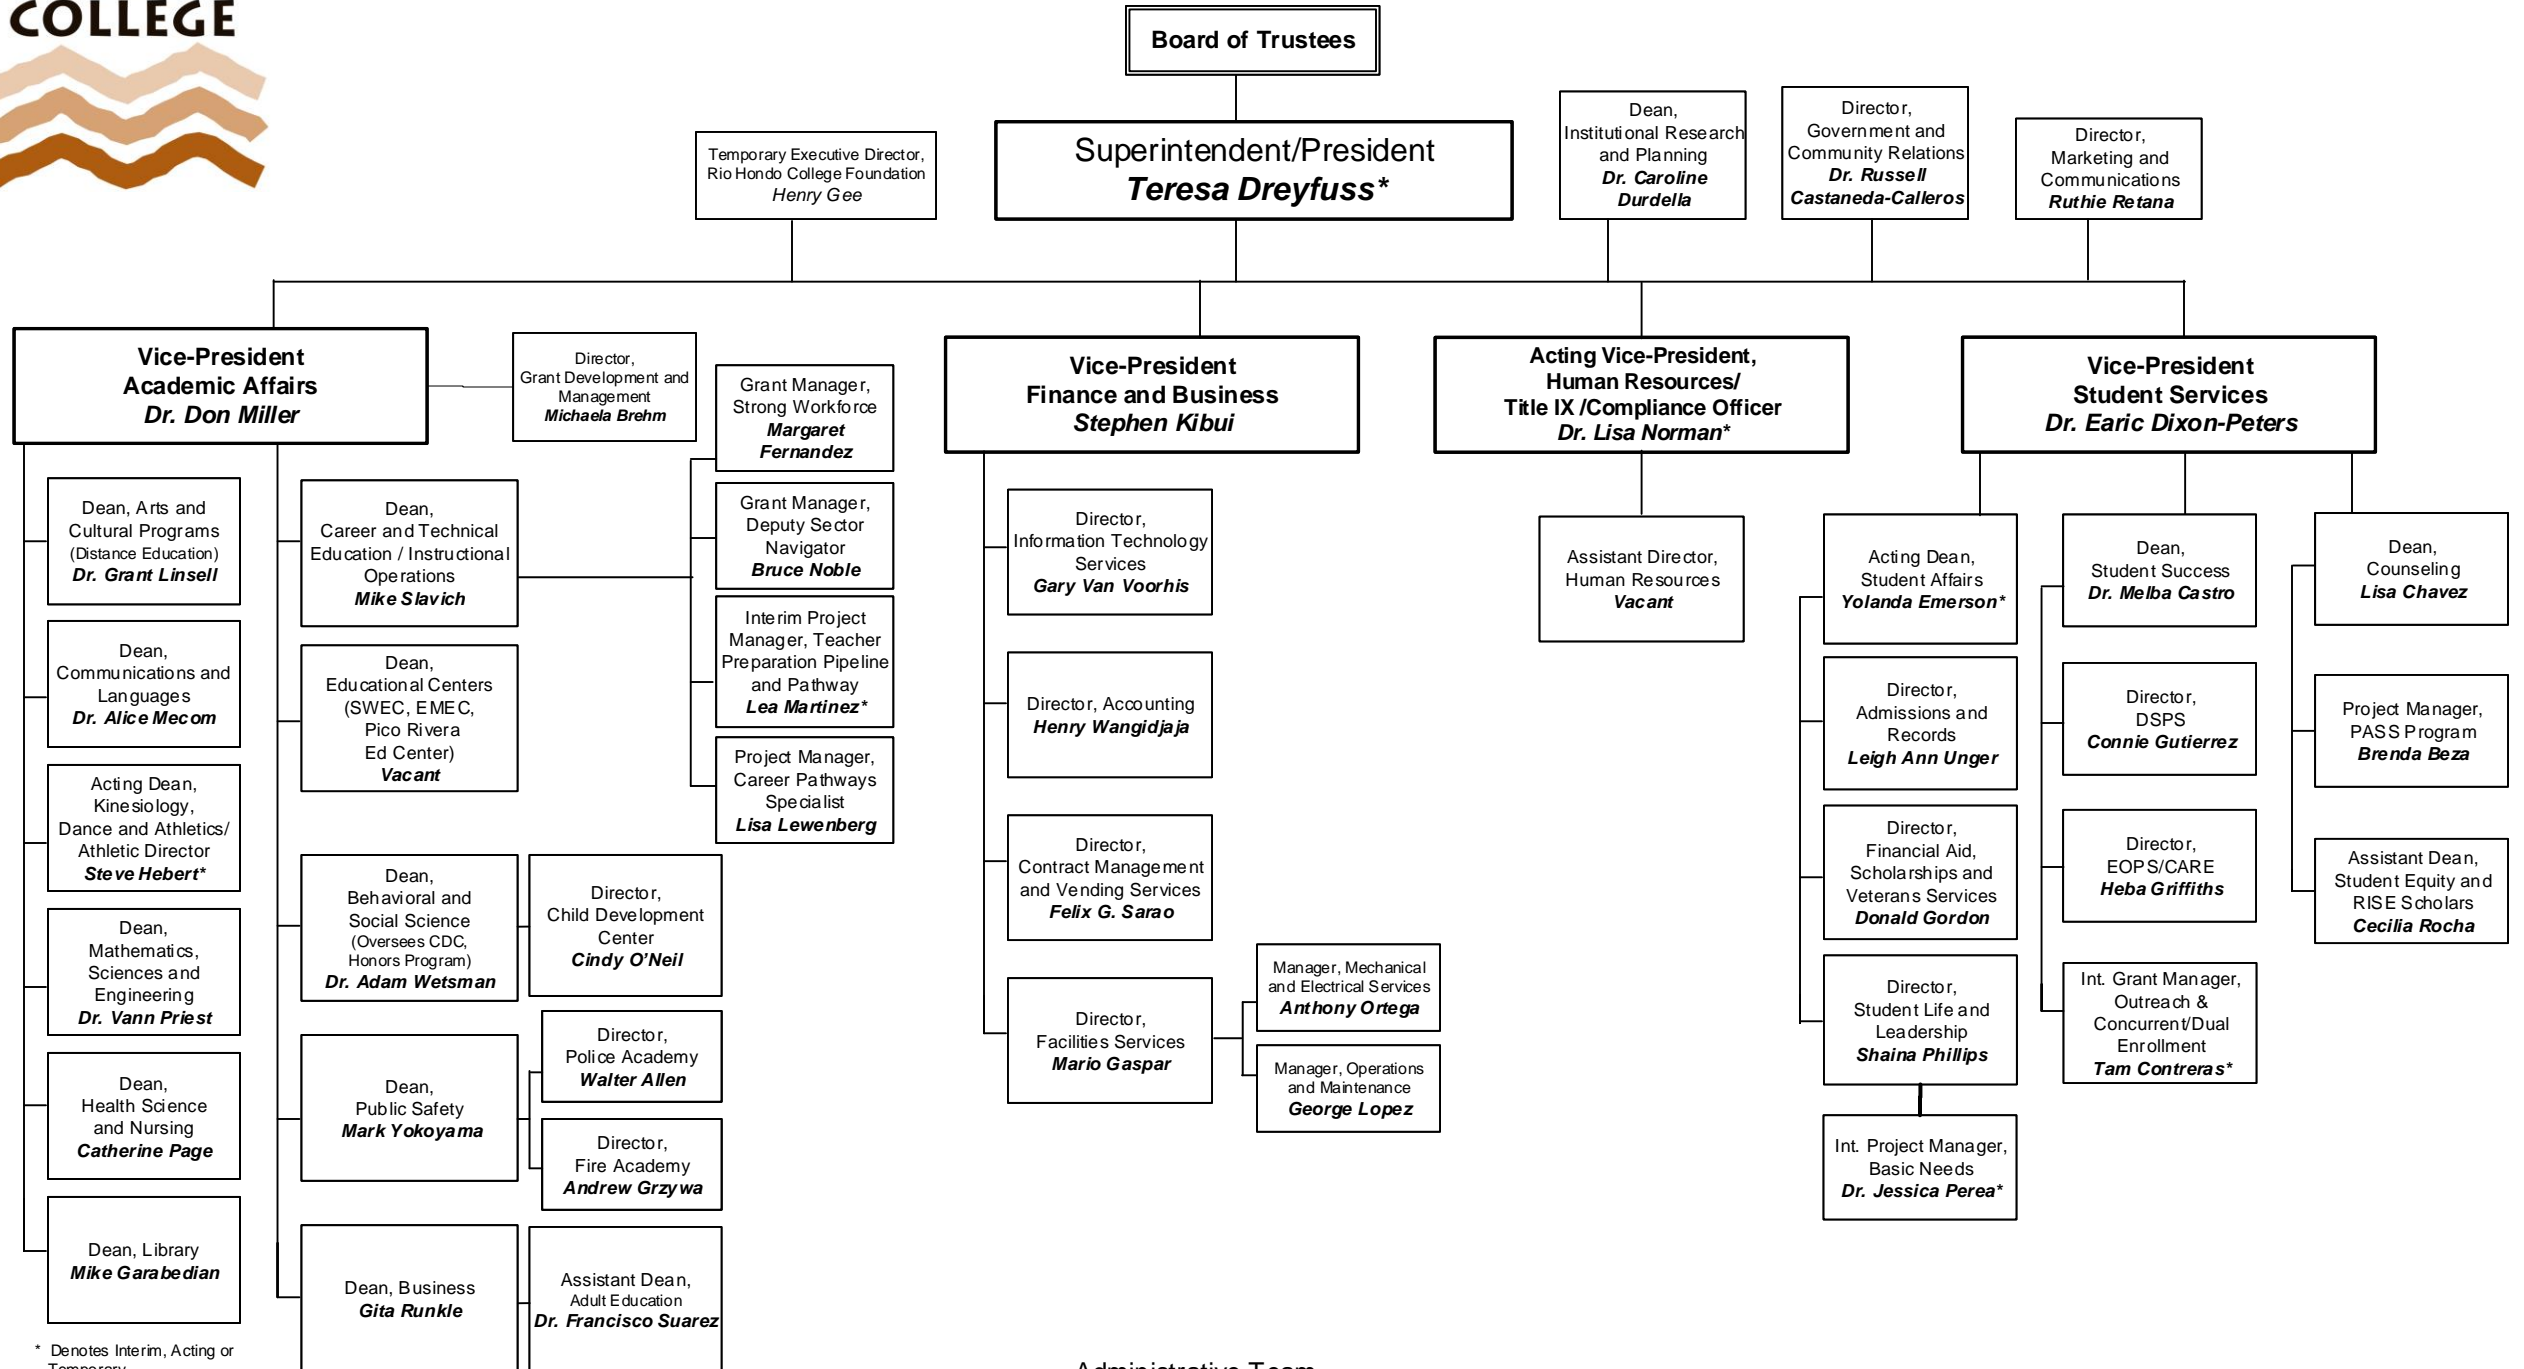 COLLEGE
Board of Trustees
Superintendent/President
Teresa Dreyfuss*
Temporary Executive Director,
Rio Hondo College Foundation
Henry Gee
Dean,
Institutional Research
and Planning
Dr. Caroline
Durdella
Director,
Government and
Community Relations
Dr. Russell
Castaneda-Calleros
Director,
Marketing and
Communications
Ruthie Retana
Vice-President
Academic Affairs
Dr. Don Miller
Director,
Grant Development and
Management
Michaela Brehm
Vice-President
Finance and Business
Stephen Kibui
Acting Vice-President,
Human Resources/
Title IX /Compliance Officer
Dr. Lisa Norman*
Vice-President
Student Services
Dr. Earic Dixon-Peters
Dean, Arts and
Cultural Programs
(Distance Education)
Dr. Grant Linsell
Dean,
Communications and
Languages
Dr. Alice Mecom
Acting Dean,
Kinesiology,
Dance and Athletics/
Athletic Director
Steve Hebert*
Dean,
Mathematics,
Sciences and
Engineering
Dr. Vann Priest
Dean,
Health Science
and Nursing
Catherine Page
Dean, Library
Mike Garabedian
Dean,
Career and Technical
Education / Instructional
Operations
Mike Slavich
Grant Manager,
Strong Workforce
Margaret
Fernandez
Grant Manager,
Deputy Sector
Navigator
Bruce Noble
Interim Project
Manager, Teacher
Preparation Pipeline
and Pathway
Lea Martinez*
Project Manager,
Career Pathways
Specialist
Lisa Lewenberg
Dean,
Educational Centers
(SWEC, EMEC,
Pico Rivera
Ed Center)
Vacant
Dean,
Behavioral and
Social Science
(Oversees CDC,
Honors Program)
Dr. Adam Wetsman
Director,
Child Development
Center
Cindy O'Neil
Dean,
Public Safety
Mark Yokoyama
Director,
Police Academy
Walter Allen
Director,
Fire Academy
Andrew Grzywa
Dean, Business
Gita Runkle
Assistant Dean,
Adult Education
Dr. Francisco Suarez
Director,
Information Technology
Services
Gary Van Voorhis
Director, Accounting
Henry Wangidjaja
Director,
Contract Management
and Vending Services
Felix G. Sarao
Director,
Facilities Services
Mario Gaspar
Manager, Mechanical
and Electrical Services
Anthony Ortega
Manager, Operations
and Maintenance
George Lopez
Assistant Director,
Human Resources
Vacant
Acting Dean,
Student Affairs
Yolanda Emerson*
Director,
Admissions and
Records
Leigh Ann Unger
Director,
Financial Aid,
Scholarships and
Veterans Services
Donald Gordon
Director,
Student Life and
Leadership
Shaina Phillips
Int. Project Manager,
Basic Needs
Dr. Jessica Perea*
Dean,
Student Success
Dr. Melba Castro
Director,
DSPS
Connie Gutierrez
Director,
EOPS/CARE
Heba Griffiths
Int. Grant Manager,
Outreach &
Concurrent/Dual
Enrollment
Tam Contreras*
Dean,
Counseling
Lisa Chavez
Project Manager,
PASS Program
Brenda Beza
Assistant Dean,
Student Equity and
RISE Scholars
Cecilia Rocha
* Denotes Interim, Acting or
Temporary
Administrative Team